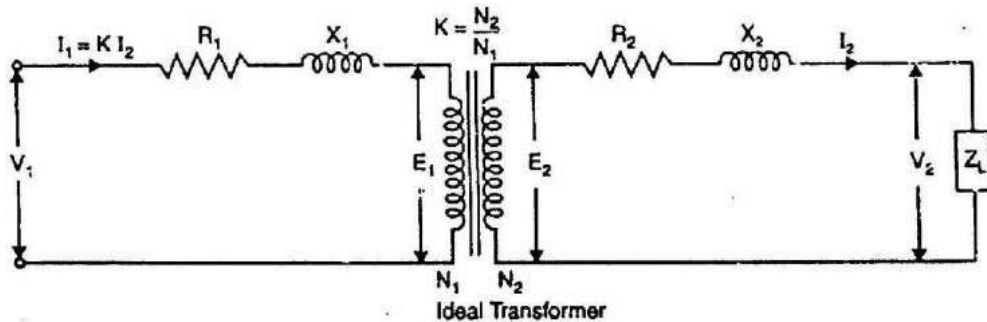 I₁ = K I₂
R₁
X₁
K = N₂/N₁
R₂
X₂
I₂
V₁
E₁
E₂
V₂
Z_L
N₁
N₂
Ideal Transformer